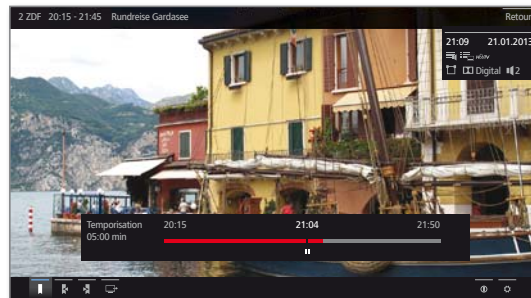 2 ZDF 20:15 - 21:45 Rundreise Gardasee
Retour
21:09 21.01.2013
Digital 2
Temporisation 20:15 21:04 21:50
05:00 min